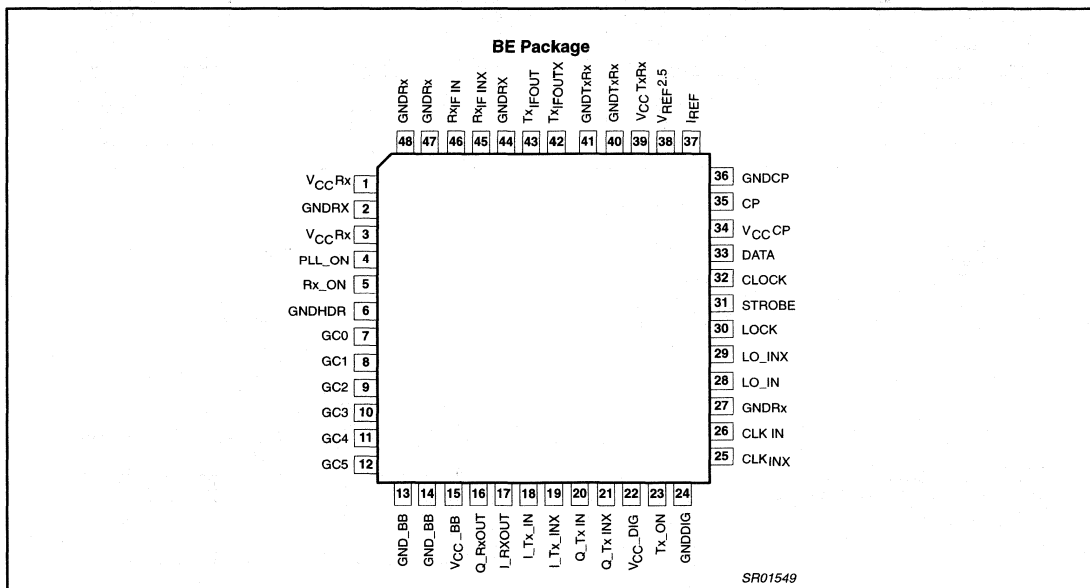 BE Package
GNDRx
GNDRx
RxIF IN
RxIF INX
GNDRX
TxIFOUT
TxIFOUTX
GNDTxRx
GNDTxRx
VCC TxRx
VREF2.5
IREF
48 47 46 45 44 43 42 41 40 39 38 37
VCCRx 1
GNDRX 2
VCCRx 3
PLL_ON 4
Rx_ON 5
GNDHDR 6
GC0 7
GC1 8
GC2 9
GC3 10
GC4 11
GC5 12
36 GNDCP
35 CP
34 VCCCP
33 DATA
32 CLOCK
31 STROBE
30 LOCK
29 LO_INX
28 LO_IN
27 GNDRx
26 CLK IN
25 CLKINX
13 14 15 16 17 18 19 20 21 22 23 24
GND_BB
GND_BB
VCC_BB
Q_RxOUT
I_RXOUT
I_Tx_IN
I_Tx_INX
Q_Tx IN
Q_Tx INX
VCC_DIG
Tx_ON
GNDDIG
SR01549